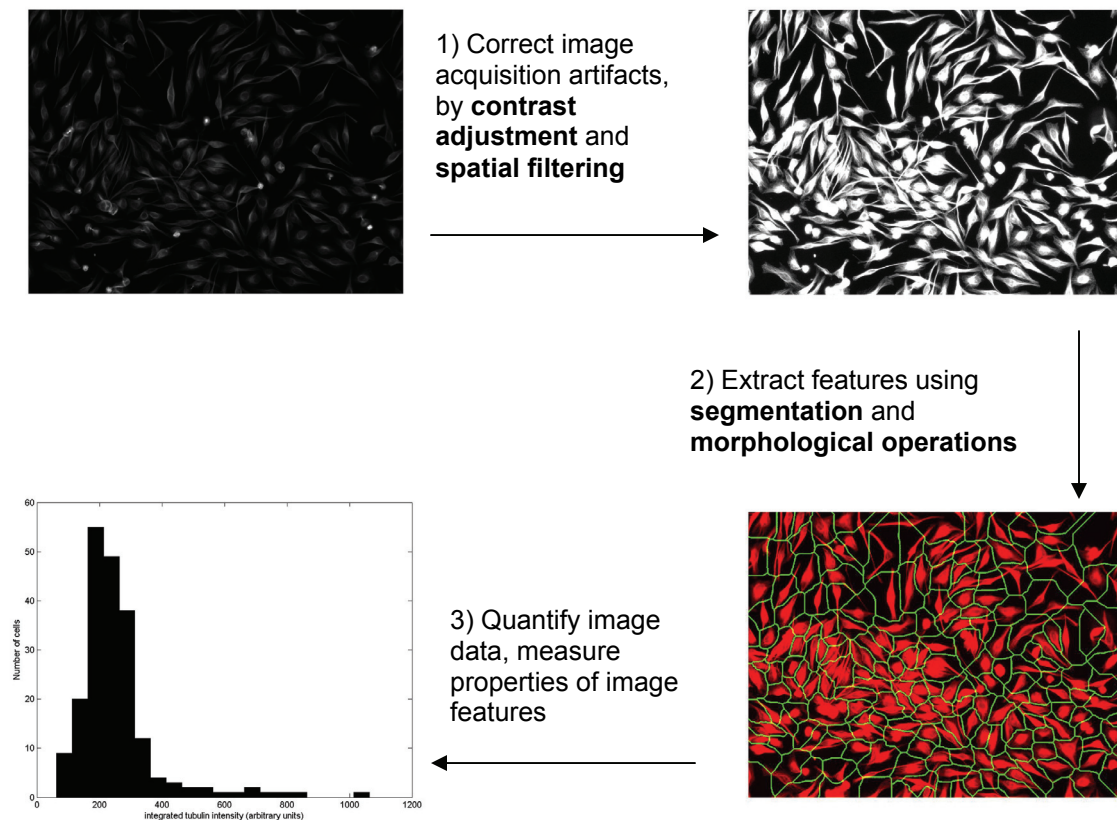 1) Correct image
acquisition artifacts,
by contrast
adjustment and
spatial filtering
2) Extract features using
segmentation and
morphological operations
3) Quantify image
data, measure
properties of image
features
60
50
40
30
20
10
0
Number of cells
0 200 400 600 800 1000 1200
integrated tubulin intensity (arbitrary units)